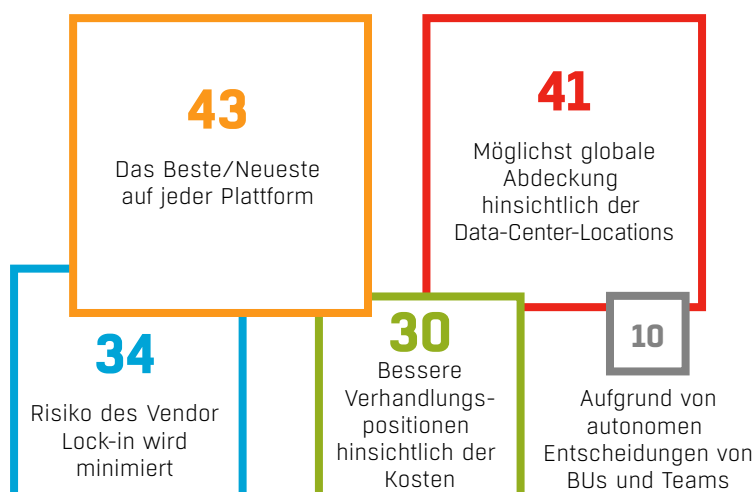 43
Das Beste/Neueste
auf jeder Plattform
41
Möglichst globale
Abdeckung
hinsichtlich der
Data-Center-Locations
34
Risiko des Vendor
Lock-in wird
minimiert
30
Bessere
Verhandlungs-
positionen
hinsichtlich der
Kosten
10
Aufgrund von
autonomen
Entscheidungen von
BUs und Teams